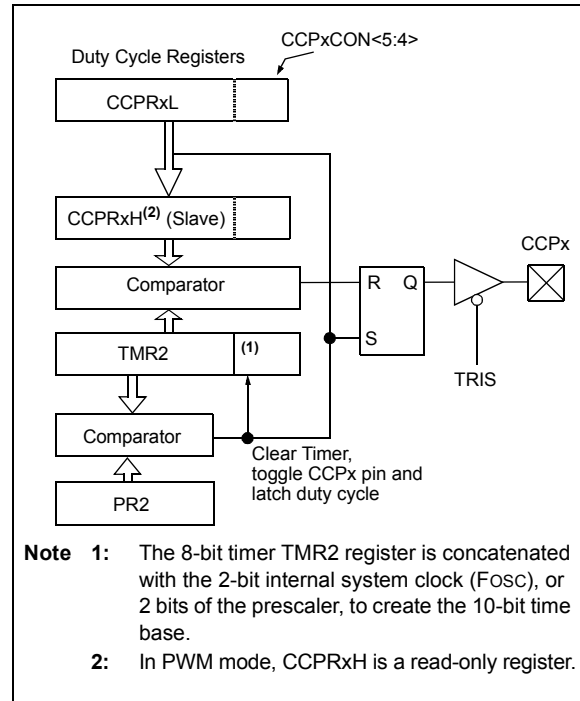 CCPxCON<5:4>
Duty Cycle Registers
CCPRxL
CCPRxH(2) (Slave)
CCPx
Comparator
R Q
TMR2 (1)
S
TRIS
Comparator
Clear Timer,
toggle CCPx pin and
latch duty cycle
PR2
Note 1: The 8-bit timer TMR2 register is concatenated
with the 2-bit internal system clock (FOSC), or
2 bits of the prescaler, to create the 10-bit time
base.
2: In PWM mode, CCPRxH is a read-only register.